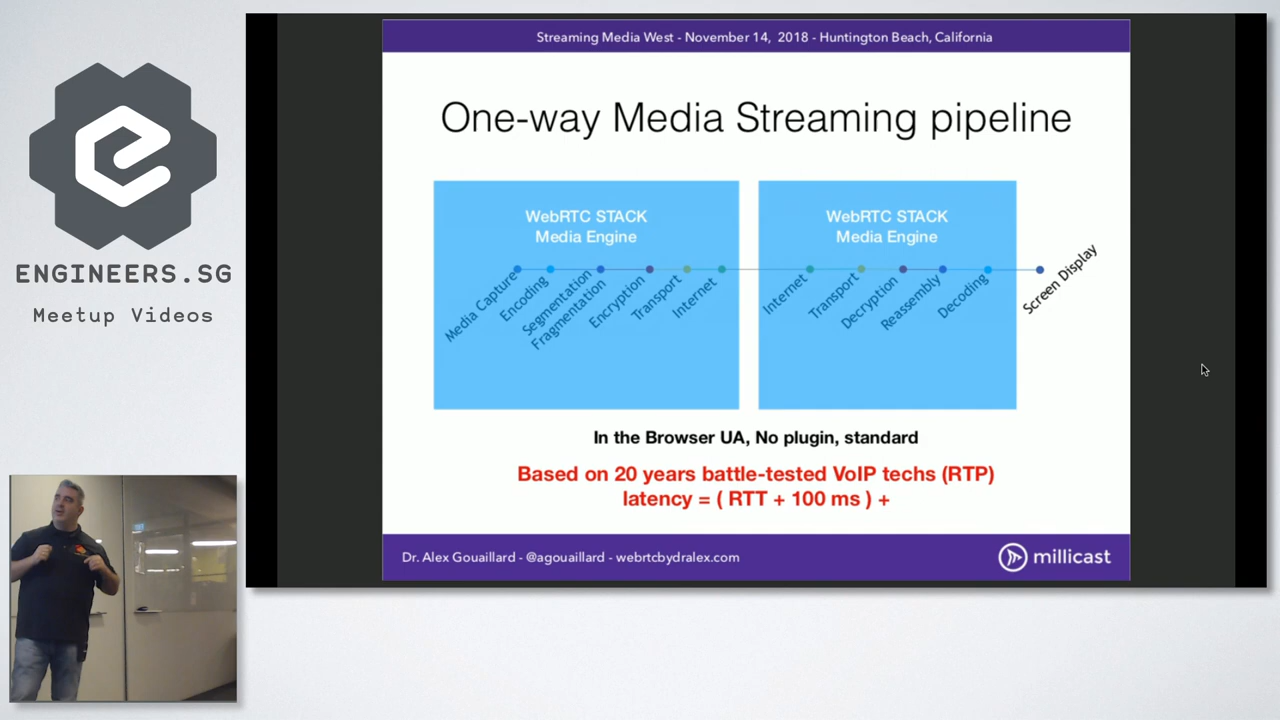 ENGINEERS.SG
Meetup Videos
Streaming Media West - November 14, 2018 - Huntington Beach, California
One-way Media Streaming pipeline
WebRTC STACK
Media Engine
Media Capture
Encoding
Segmentation
Fragmentation
Encryption
Transport
Internet
WebRTC STACK
Media Engine
Internet
Transport
Decryption
Reassembly
Decoding
Screen Display
In the Browser UA, No plugin, standard
Based on 20 years battle-tested VoIP techs (RTP)
latency = ( RTT + 100 ms ) +
Dr. Alex Gouaillard - @agouaillard - webrtcbydralex.com
millicast